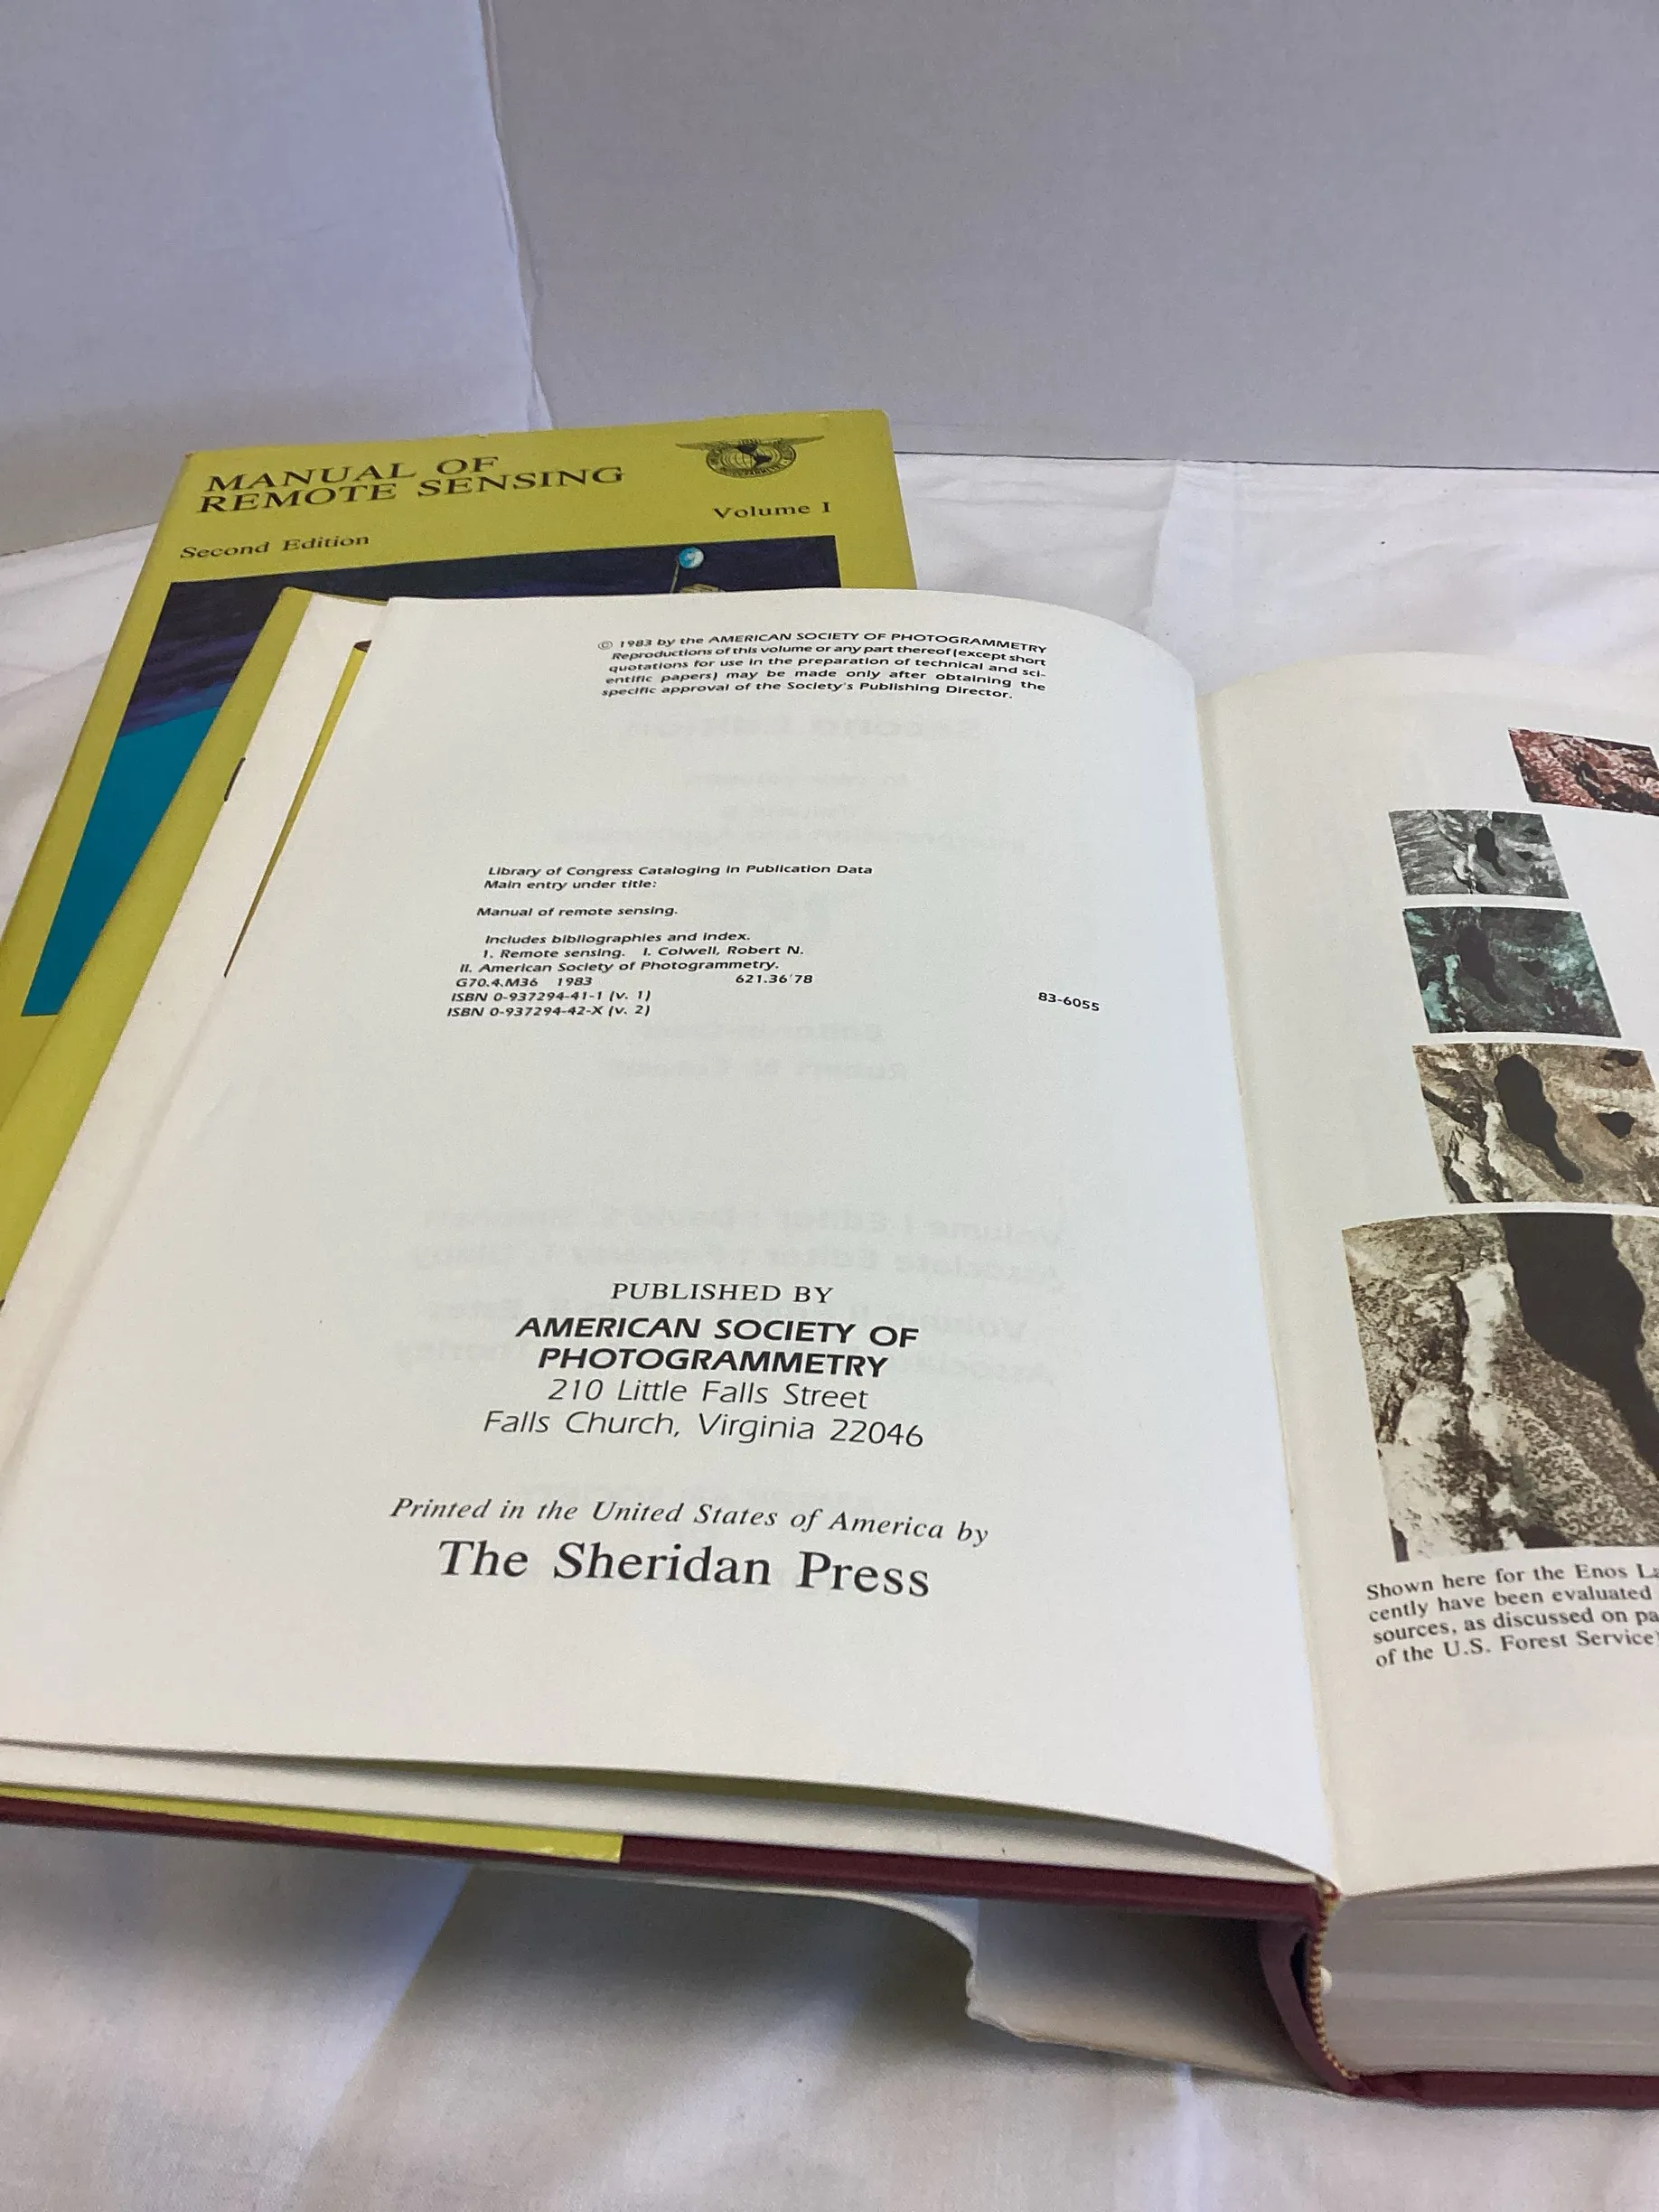 MANUAL OF
REMOTE SENSING
Volume I
Second Edition
© 1983 by the AMERICAN SOCIETY OF PHOTOGRAMMETRY
Reproductions of this volume or any part thereof (except short
quotations for use in the preparation of technical and sci-
entific papers) may be made only after obtaining the
specific approval of the Society's Publishing Director.
Library of Congress Cataloging in Publication Data
Main entry under title:
Manual of remote sensing.
Includes bibliographies and index.
1. Remote sensing. I. Colwell, Robert N.
II. American Society of Photogrammetry.
G70.4.M36 1983 621.36'78 83-6055
ISBN 0-937294-41-1 (v. 1)
ISBN 0-937294-42-X (v. 2)
PUBLISHED BY
AMERICAN SOCIETY OF
PHOTOGRAMMETRY
210 Little Falls Street
Falls Church, Virginia 22046
Printed in the United States of America by
The Sheridan Press
Shown here for the Enos
cently have been evaluated
sources, as discussed on
of the U.S. Forest Service